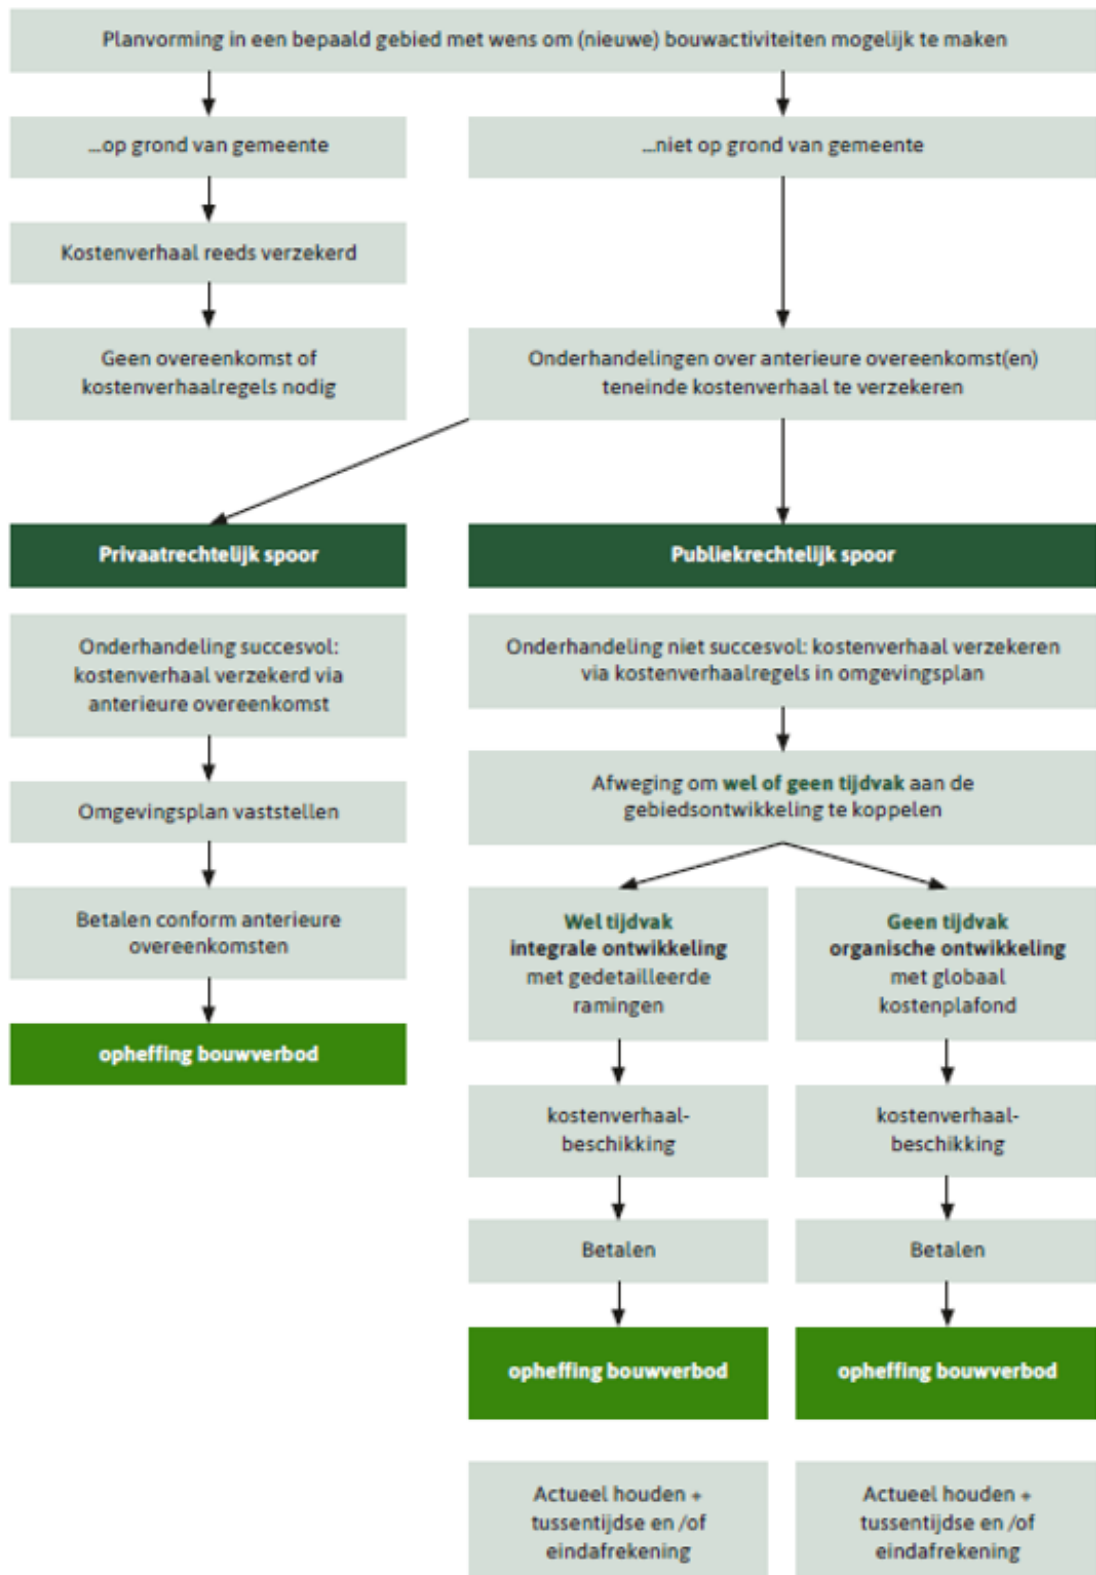 Planvorming in een bepaald gebied met wens om (nieuwe) bouwactiviteiten mogelijk te maken
...op grond van gemeente
...niet op grond van gemeente
Kostenverhaal reeds verzekerd
Geen overeenkomst of
kostenverhaalregels nodig
Onderhandelingen over anterieure overeenkomst(en)
teneinde kostenverhaal te verzekeren
Privaatrechtelijk spoor
Publiekrechtelijk spoor
Onderhandeling succesvol:
kostenverhaal verzekerd via
anterieure overeenkomst
Onderhandeling niet succesvol: kostenverhaal verzekeren
via kostenverhaalregels in omgevingsplan
Omgevingsplan vaststellen
Afweging om wel of geen tijdvak aan de
gebiedsontwikkeling te koppelen
Betalen conform anterieure
overeenkomsten
opheffing bouwverbod
Wel tijdvak
integrale ontwikkeling
met gedetailleerde
ramingen
Geen tijdvak
organische ontwikkeling
met globaal
kostenplafond
kostenverhaal-
beschikking
kostenverhaal-
beschikking
Betalen
Betalen
opheffing bouwverbod
opheffing bouwverbod
Actueel houden +
tussentijdse en /of
eindafrekening
Actueel houden +
tussentijdse en /of
eindafrekening